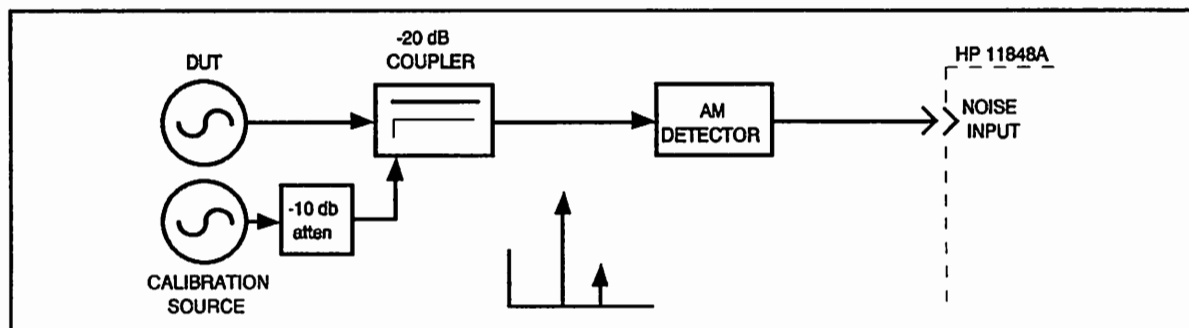 DUT
-20 dB
COUPLER
HP 11848A
AM
DETECTOR
NOISE
INPUT
-10 db
atten
CALIBRATION
SOURCE